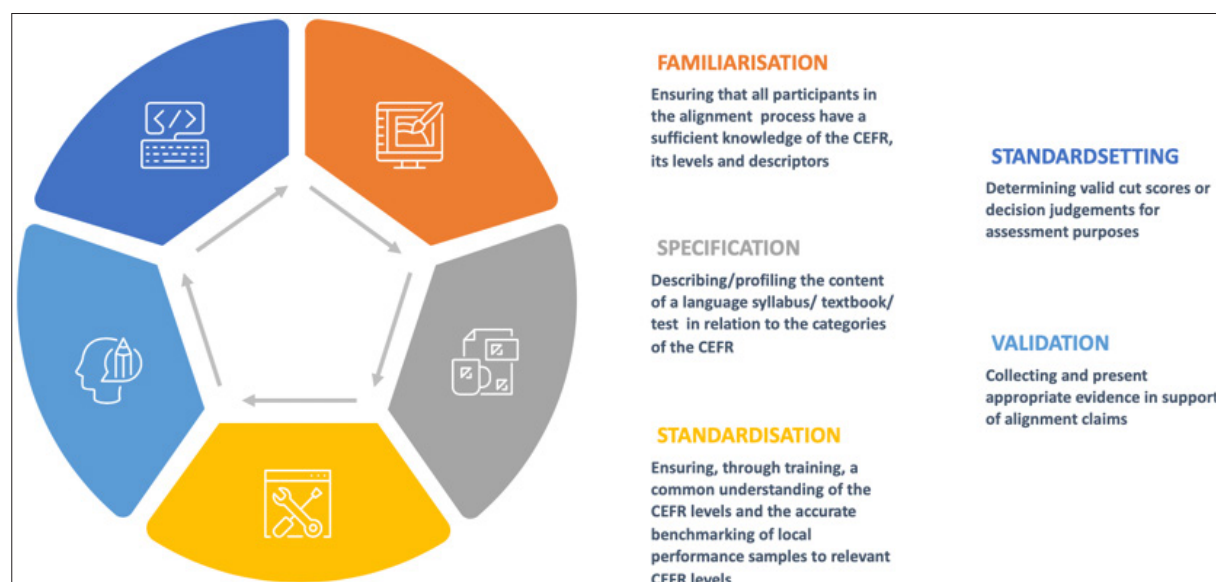 FAMILIARISATION
Ensuring that all participants in
the alignment process have a
sufficient knowledge of the CEFR,
its levels and descriptors
SPECIFICATION
Describing/profiling the content
of a language syllabus/ textbook/
test in relation to the categories
of the CEFR
STANDARDISATION
Ensuring, through training, a
common understanding of the
CEFR levels and the accurate
benchmarking of local
performance samples to relevant
CEFR levels
STANDARDSETTING
Determining valid cut scores or
decision judgements for
assessment purposes
VALIDATION
Collecting and present
appropriate evidence in support
of alignment claims